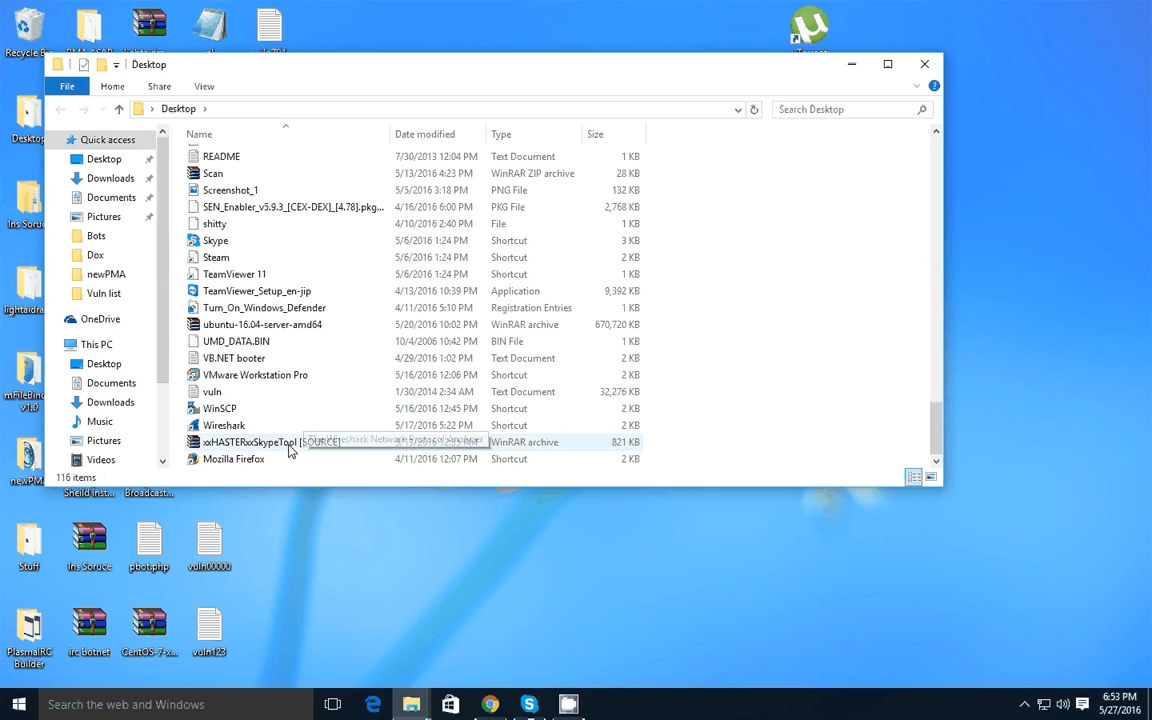 Recycle Bin
Desktop
File
Home
Share
View
Desktop
Search Desktop
Name
Date modified
Type
Size
Quick access
Desktop
Downloads
Documents
Pictures
Bots
Dox
newPMA
Vuln list
OneDrive
This PC
Desktop
Documents
Downloads
Music
Pictures
Videos
README 7/30/2013 12:04 PM Text Document 1 KB
Scan 5/13/2016 4:23 PM WinRAR ZIP archive 28 KB
Screenshot_1 5/5/2016 3:18 PM PNG File 132 KB
SEN_Enabler_v5.9.3_[CEX-DEX]_[4.78].pkg... 4/16/2016 6:00 PM PKG File 2,768 KB
shitty 4/10/2016 2:40 PM File 1 KB
Skype 5/6/2016 1:24 PM Shortcut 3 KB
Steam 5/6/2016 1:24 PM Shortcut 2 KB
TeamViewer 11 5/6/2016 1:24 PM Shortcut 1 KB
TeamViewer_Setup_en-jip 4/13/2016 10:39 PM Application 9,392 KB
Turn_On_Windows_Defender 4/11/2016 5:10 PM Registration Entries 1 KB
ubuntu-16.04-server-amd64 5/20/2016 10:02 PM WinRAR archive 670,720 KB
UMD_DATA.BIN 10/4/2006 10:42 PM BIN File 1 KB
VB.NET booter 4/29/2016 1:02 PM Text Document 2 KB
VMware Workstation Pro 5/16/2016 12:06 PM Shortcut 2 KB
vuln 1/30/2014 2:34 AM Text Document 32,276 KB
WinSCP 5/16/2016 12:45 PM Shortcut 2 KB
Wireshark 5/17/2016 5:22 PM Shortcut 2 KB
xxHASTERxxSkypeTool [SOURCE] WinRAR archive 821 KB
Mozilla Firefox 4/11/2016 12:07 PM Shortcut 2 KB
116 items
Sheild inst... Broadcast...
Stuff
Ins Soruce
pbot.php
vuln00000
PlasmaRC
Builder
irc botnet
CentOS-7-x...
vuln123
Search the web and Windows
6:53 PM
5/27/2016